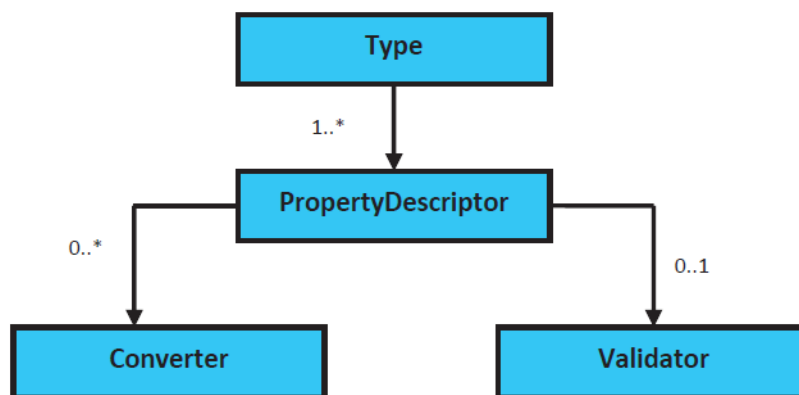 Type
1..*
PropertyDescriptor
0..*
0..1
Converter
Validator